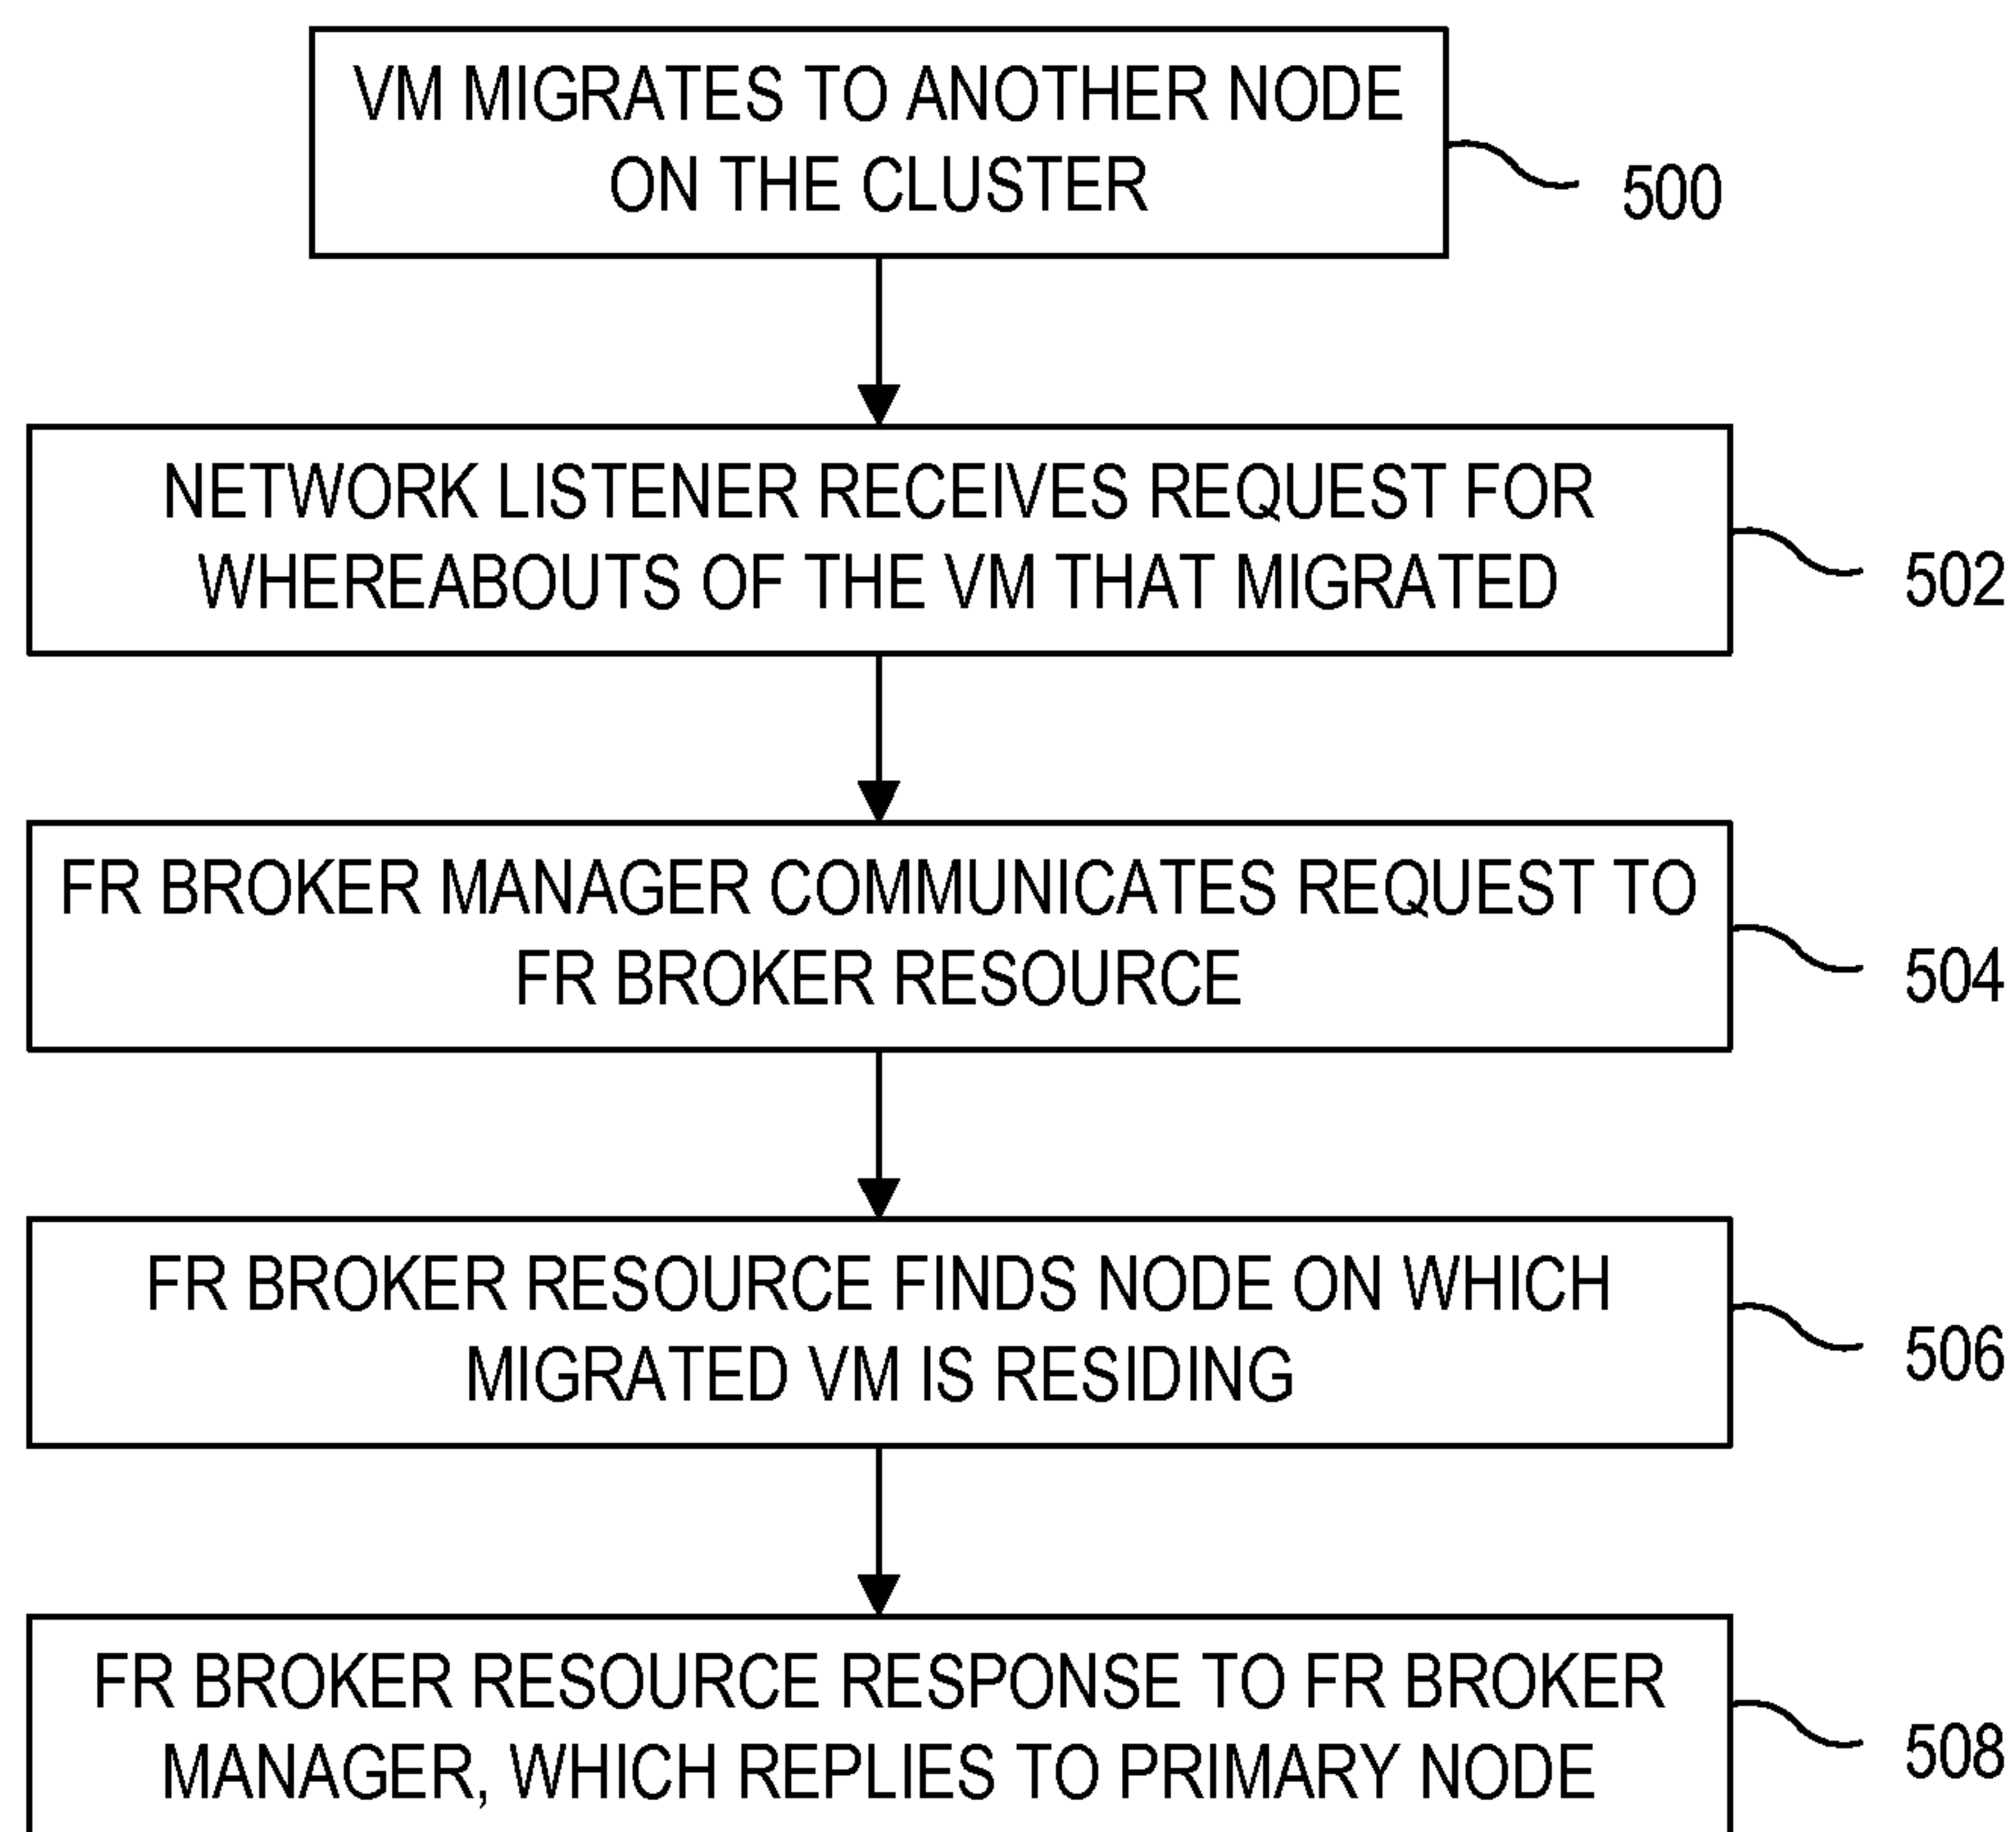 VM MIGRATES TO ANOTHER NODE
ON THE CLUSTER
500
NETWORK LISTENER RECEIVES REQUEST FOR
WHEREABOUTS OF THE VM THAT MIGRATED
502
FR BROKER MANAGER COMMUNICATES REQUEST TO
FR BROKER RESOURCE
504
FR BROKER RESOURCE FINDS NODE ON WHICH
MIGRATED VM IS RESIDING
506
FR BROKER RESOURCE RESPONSE TO FR BROKER
MANAGER, WHICH REPLIES TO PRIMARY NODE
508